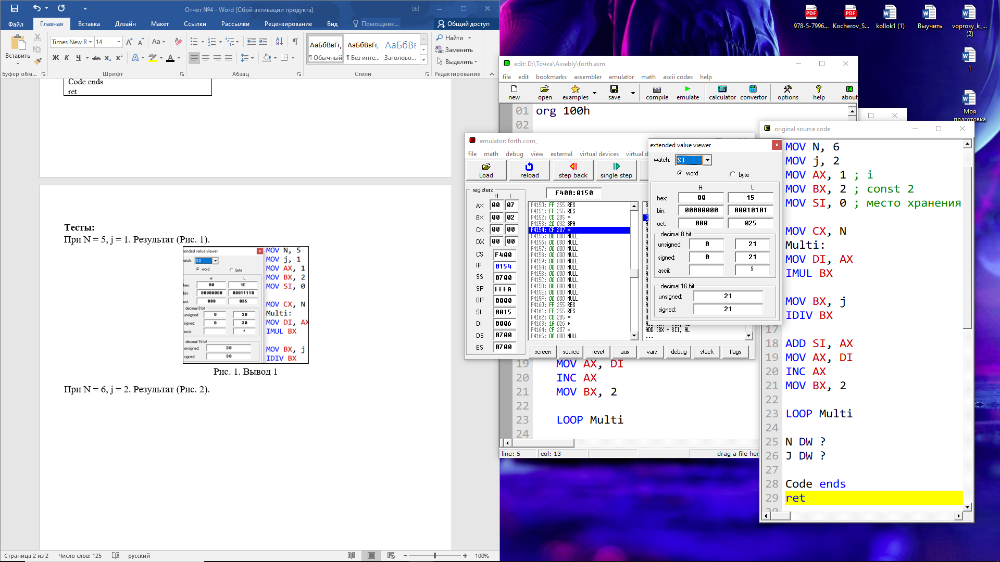 Отчёт №4 - Word (Сбой активации продукта)
Файл Главная Вставка Дизайн Макет Ссылки Рассылки Рецензирование Вид Помощник... Общий доступ
Вставить
Times New R 14 Aa
Ж К Ч abc x₂ x² A A
АаБбВвГг, АаБбВвГг, АаБбВ
¶ Обычный ¶ Без инте... Заголово...
Найти
Заменить
Выделить
Буфер обм... Шрифт Абзац Стили Редактирование
Code ends
ret
Тесты:
При N = 5, j = 1. Результат (Рис. 1).
extended value viewer
watch: SI
word byte
H L
hex: 00 1E
bin: 00000000 00011110
oct: 000 036
decimal 8 bit
unsigned: 0 30
signed: 0 30
ascii:
decimal 16 bit
unsigned: 30
signed: 30
MOV N, 5
MOV j, 1
MOV AX, 1
MOV BX, 2
MOV SI, 0
MOV CX, N
Multi:
MOV DI, AX
IMUL BX
MOV BX, j
IDIV BX
Рис. 1. Вывод 1
При N = 6, j = 2. Результат (Рис. 2).
Страница 2 из 2 Число слов: 125 русский 100%
978-5-7996...
Kocherov_S...
kollok1 (1)
Выучить
voprosy_k_... (2)
1
Моя подготовка
edit: D:\Точка\Assebly\forth.asm
file edit bookmarks assembler emulator math ascii codes help
new open examples save compile emulate calculator convertor options help about
01 org 100h
02
19 MOV AX, DI
20 INC AX
21 MOV BX, 2
22
23 LOOP Multi
24
line: 5 col: 13 drag a file her
emulator: forth.com_
file math debug view external virtual devices virtual d
Load reload step back single step
registers
H L
AX 00 07
BX 00 02
CX 00 00
DX 00 00
CS F400
IP 0154
SS 0700
SP FFFA
BP 0000
SI 0015
DI 0006
DS 0700
ES 0700
F400:0150
F4150: FF 255 RES
F4151: FF 255 RES
F4152: CD 205 =
F4153: 20 032 SPA
F4154: CF 207 ╧
F4155: 00 000 NULL
F4156: 00 000 NULL
F4157: 00 000 NULL
F4158: 00 000 NULL
F4159: 00 000 NULL
F415A: 00 000 NULL
F415B: 00 000 NULL
F415C: 00 000 NULL
F415D: 00 000 NULL
F415E: 00 000 NULL
F415F: 00 000 NULL
F4160: FF 255 RES
F4161: FF 255 RES
F4162: CD 205 =
F4163: 1A 026 →
F4164: CF 207 ╧
F4165: 00 000 NULL
ADD [BX + SI], AL
...
screen source reset aux vars debug stack flags
extended value viewer
watch: SI
word byte
H L
hex: 00 15
bin: 00000000 00010101
oct: 000 025
decimal 8 bit
unsigned: 0 21
signed: 0 21
ascii: §
decimal 16 bit
unsigned: 21
signed: 21
original source code
MOV N, 6
MOV j, 2
MOV AX, 1 ; i
MOV BX, 2 ; const 2
MOV SI, 0 ; место хранения
MOV CX, N
Multi:
MOV DI, AX
IMUL BX
MOV BX, j
IDIV BX
17
18 ADD SI, AX
19 MOV AX, DI
20 INC AX
21 MOV BX, 2
22
23 LOOP Multi
24
25 N DW ?
26 J DW ?
27
28 Code ends
29 ret
30